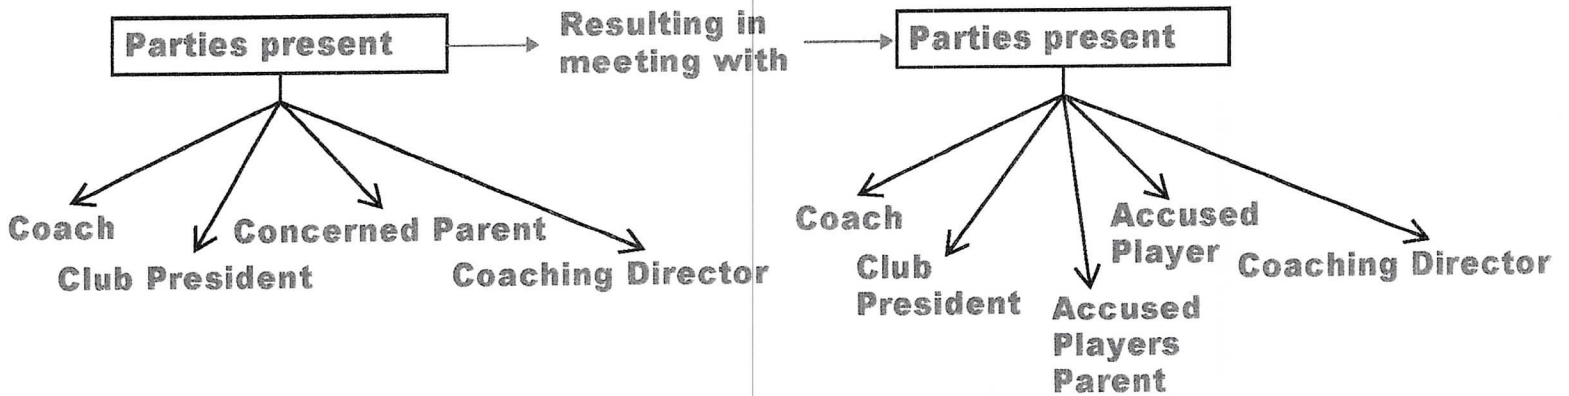 Parties present
Resulting in
meeting with
Parties present
Coach
Club President
Concerned Parent
Coaching Director
Coach
Club
President
Accused
Players
Parent
Accused
Player
Coaching Director